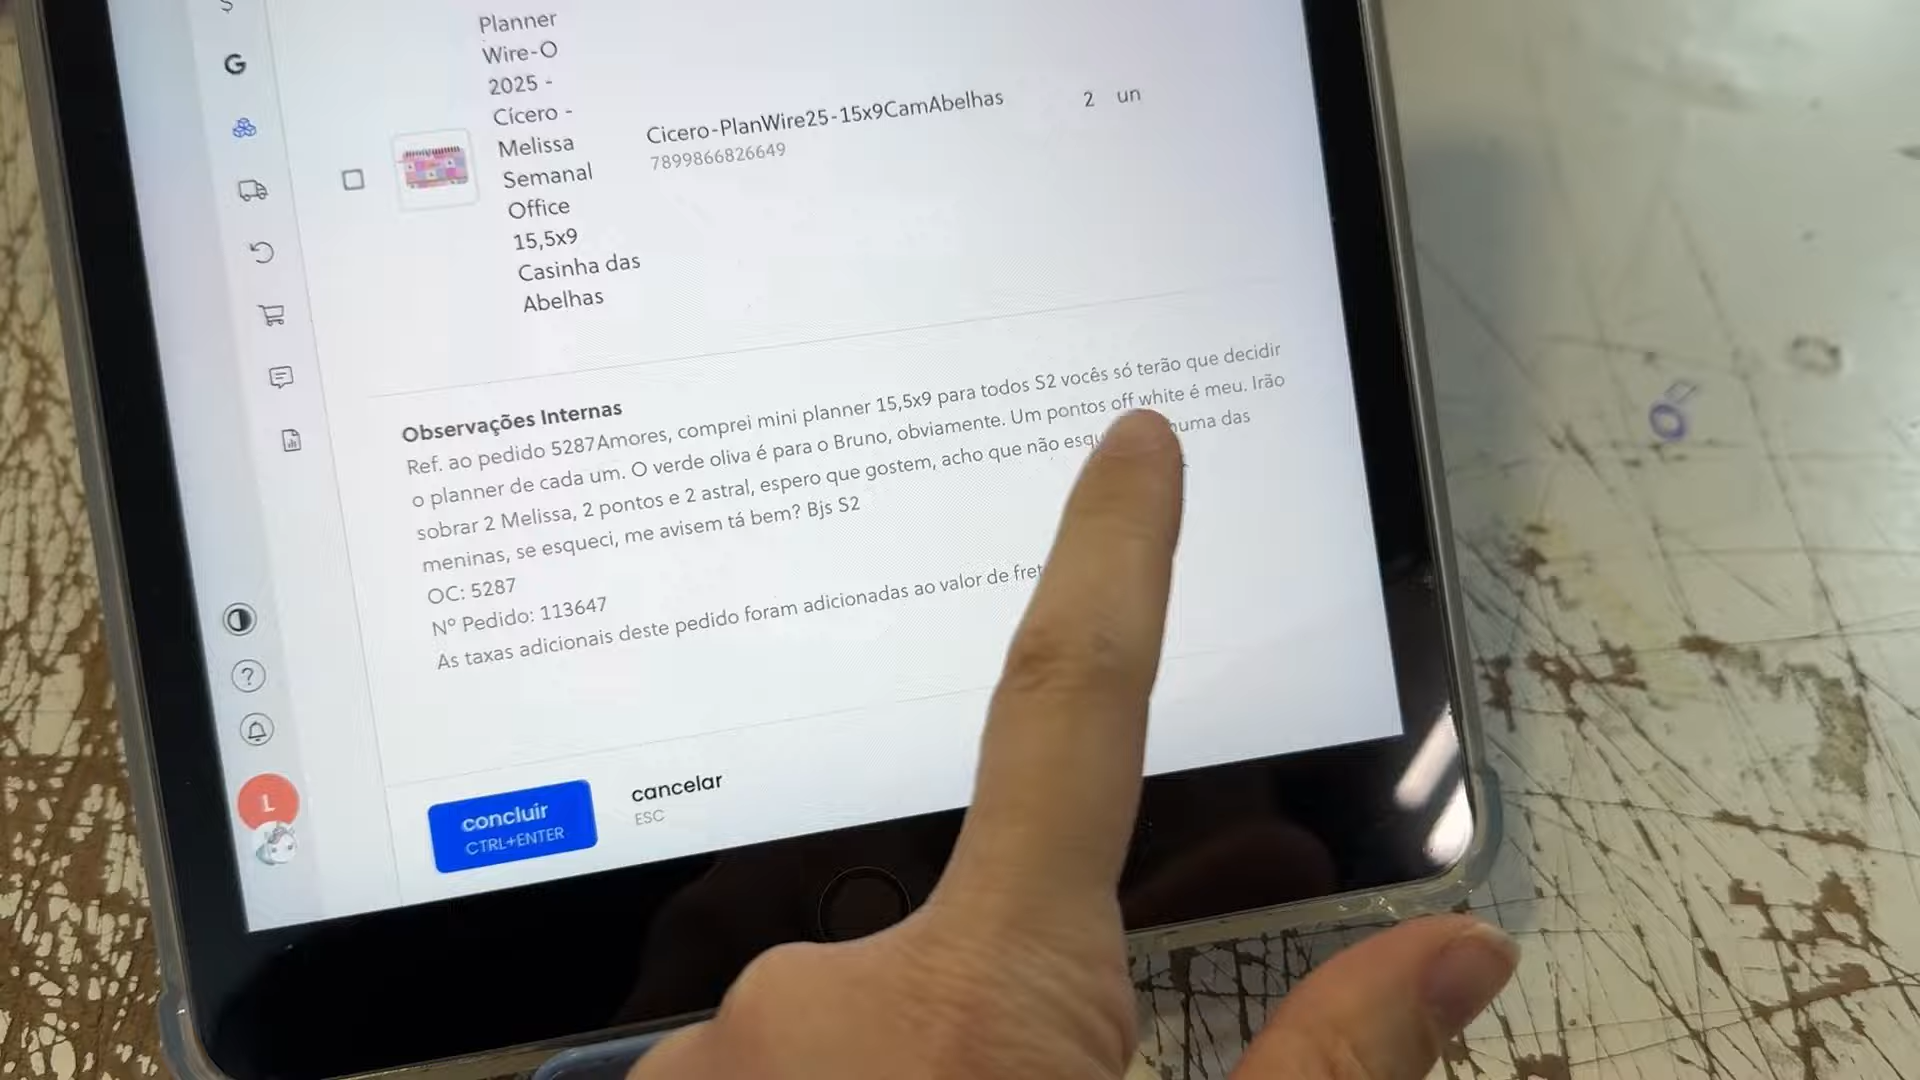 $
G
Planner
Wire-O
2025 -
Cícero -
Melissa
Semanal
Office
15,5x9
Casinha das
Abelhas
Cicero-PlanWire25-15x9CamAbelhas
7899866826649
2 un
Observações Internas
Ref. ao pedido 5287Amores, comprei mini planner 15,5x9 para todos S2 vocês só terão que decidir
o planner de cada um. O verde oliva é para o Bruno, obviamente. Um pontos off white é meu. Irão
sobrar 2 Melissa, 2 pontos e 2 astral, espero que gostem, acho que não esqu huma das
meninas, se esqueci, me avisem tá bem? Bjs S2
OC: 5287
Nº Pedido: 113647
As taxas adicionais deste pedido foram adicionadas ao valor de fret
?
L
concluir
CTRL+ENTER
cancelar
ESC